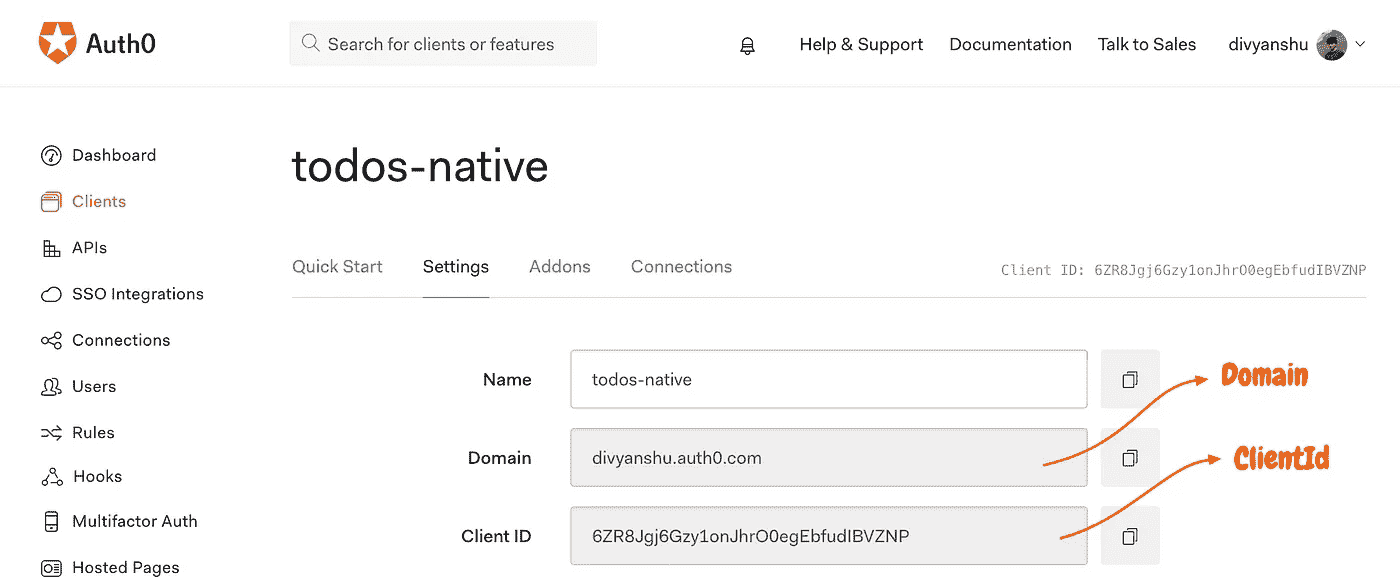 Auth0
Search for clients or features
Help & Support Documentation Talk to Sales divyanshu
Dashboard
Clients
APIs
SSO Integrations
Connections
Users
Rules
Hooks
Multifactor Auth
Hosted Pages
todos-native
Quick Start Settings Addons Connections
Client ID: 6ZR8Jgj6Gzy1onJhrO0egEbfudIBVZNP
Name todos-native
Domain divyanshu.auth0.com
Client ID 6ZR8Jgj6Gzy1onJhrO0egEbfudIBVZNP
Domain
ClientId